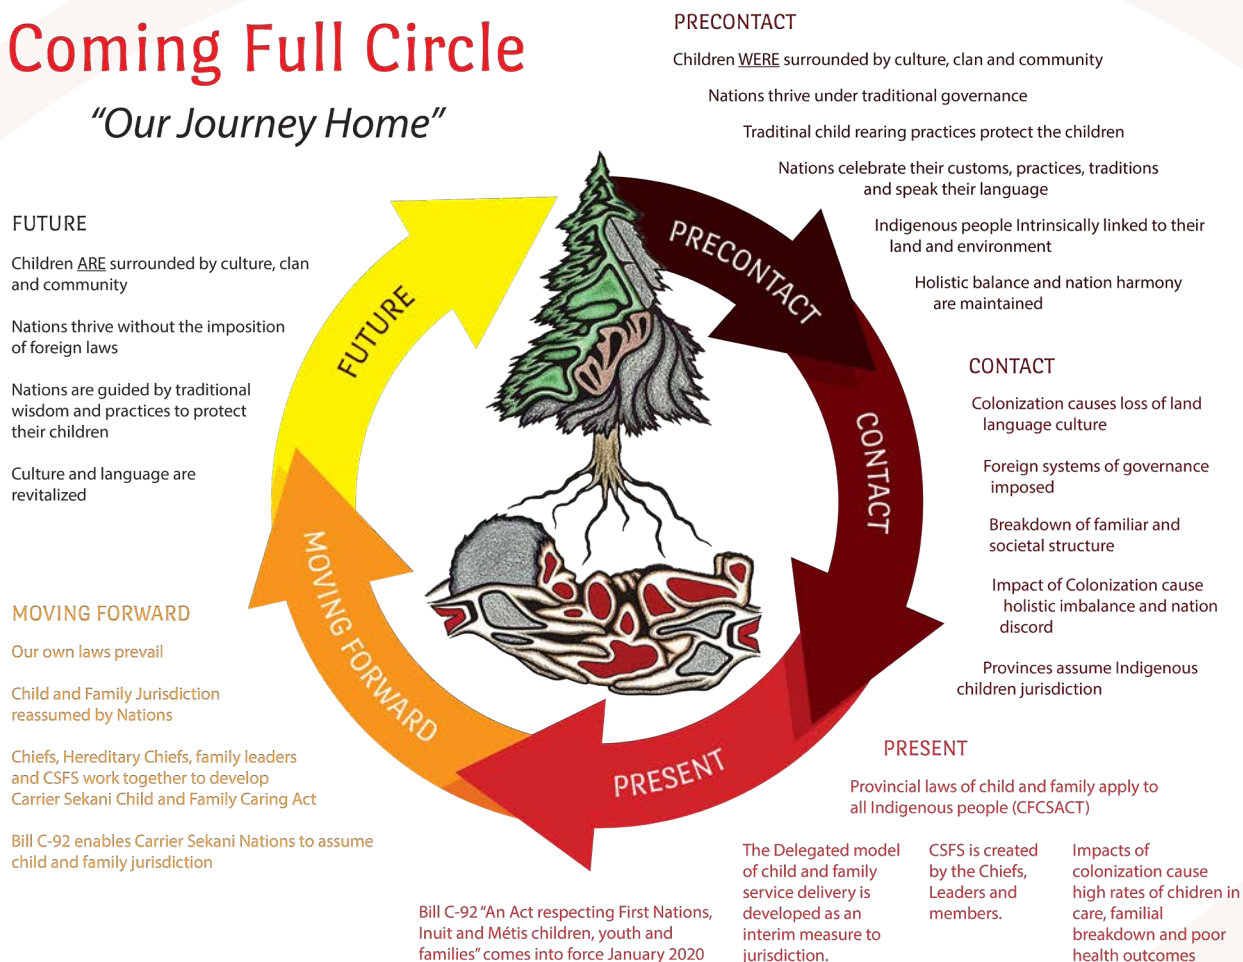 Coming Full Circle
“Our Journey Home”
PRECONTACT
Children WERE surrounded by culture, clan and community
Nations thrive under traditional governance
Traditinal child rearing practices protect the children
Nations celebrate their customs, practices, traditions
and speak their language
Indigenous people Intrinsically linked to their
land and environment
Holistic balance and nation harmony
are maintained
CONTACT
Colonization causes loss of land
language culture
Foreign systems of governance
imposed
Breakdown of familiar and
societal structure
Impact of Colonization cause
holistic imbalance and nation
discord
Provinces assume Indigenous
children jurisdiction
PRESENT
Provincial laws of child and family apply to
all Indigenous people (CFCSACT)
The Delegated model
of child and family
service delivery is
developed as an
interim measure to
jurisdiction.
CSFS is created
by the Chiefs,
Leaders and
members.
Impacts of
colonization cause
high rates of chidren in
care, familial
breakdown and poor
health outcomes
Bill C-92 “An Act respecting First Nations,
Inuit and Métis children, youth and
families” comes into force January 2020
MOVING FORWARD
Our own laws prevail
Child and Family Jurisdiction
reassumed by Nations
Chiefs, Hereditary Chiefs, family leaders
and CSFS work together to develop
Carrier Sekani Child and Family Caring Act
Bill C-92 enables Carrier Sekani Nations to assume
child and family jurisdiction
FUTURE
Children ARE surrounded by culture, clan
and community
Nations thrive without the imposition
of foreign laws
Nations are guided by traditional
wisdom and practices to protect
their children
Culture and language are
revitalized
PRECONTACT
CONTACT
PRESENT
MOVING FORWARD
FUTURE